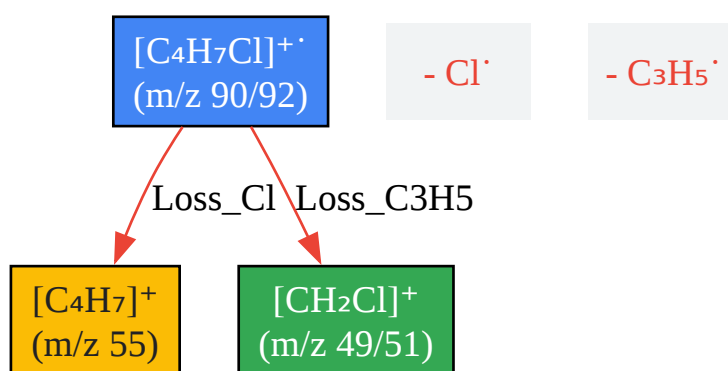 [C₄H₇Cl]⁺˙
(m/z 90/92)
- Cl˙
- C₃H₅˙
Loss_Cl
Loss_C3H5
[C₄H₇]⁺
(m/z 55)
[CH₂Cl]⁺
(m/z 49/51)